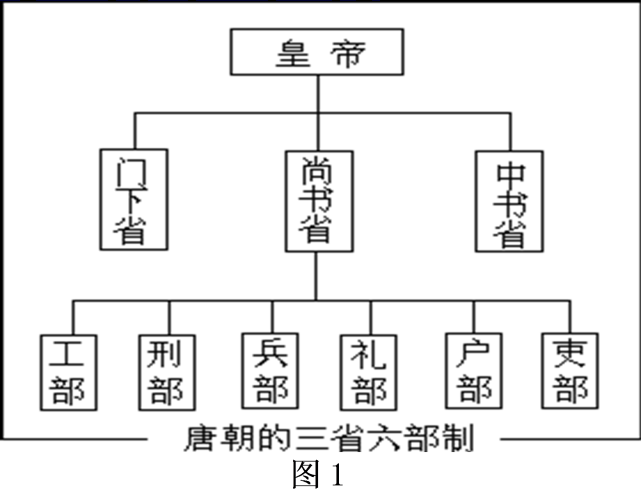 皇帝
门下省
尚书省
中书省
工部
刑部
兵部
礼部
户部
吏部
唐朝的三省六部制
图1